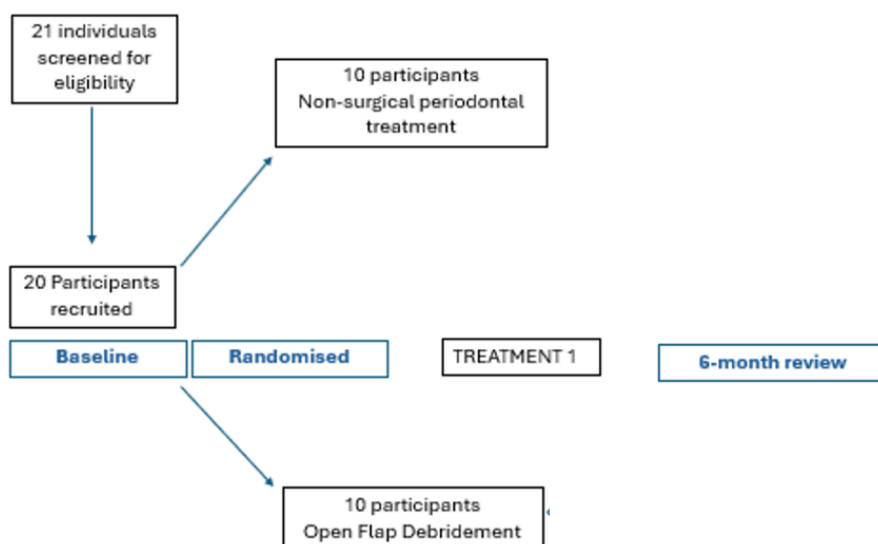 21 individuals
screened for
eligibility
10 participants
Non-surgical periodontal
treatment
20 Participants
recruited
Baseline
Randomised
TREATMENT 1
6-month review
10 participants
Open Flap Debridement